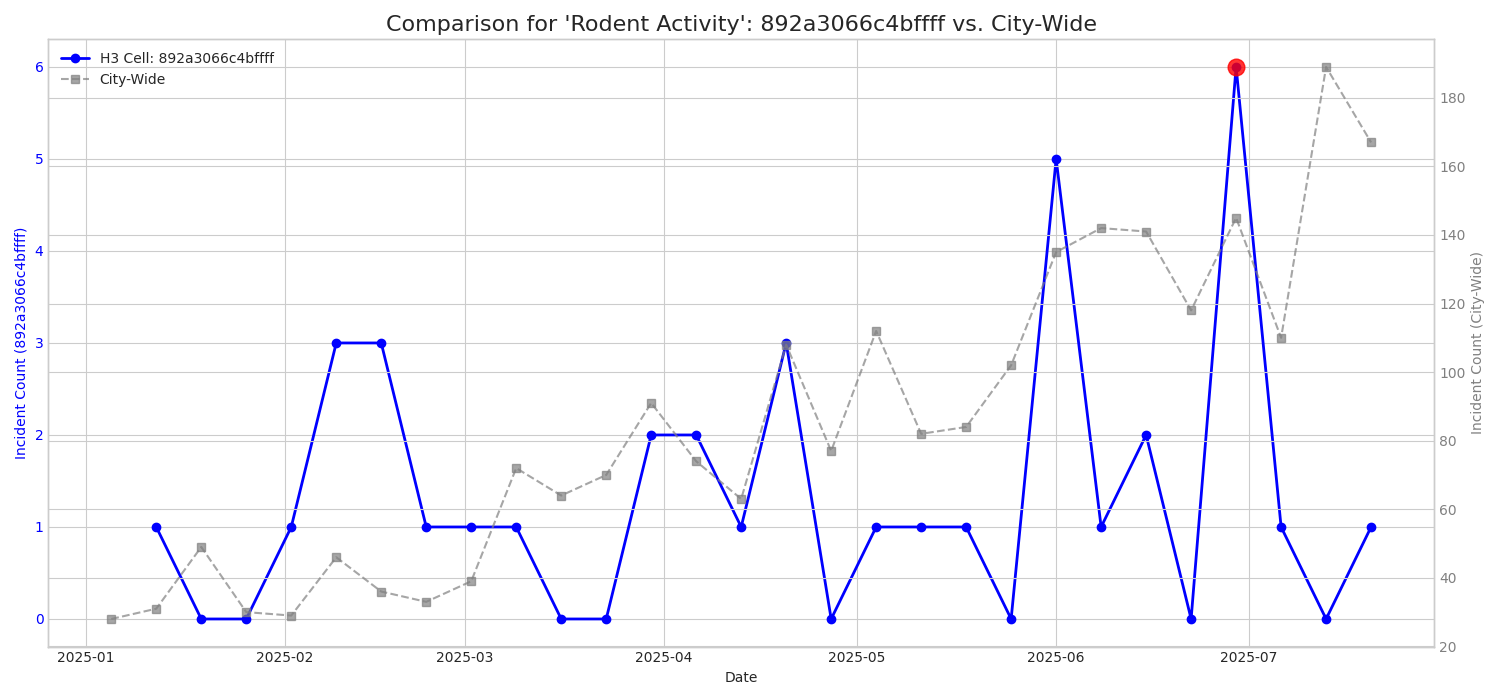 Comparison for 'Rodent Activity': 892a3066c4bffff vs. City-Wide
H3 Cell: 892a3066c4bffff
City-Wide
Incident Count (892a3066c4bffff)
6
5
4
3
2
1
0
180
160
140
120
100
80
60
40
20
Incident Count (City-Wide)
2025-01 2025-02 2025-03 2025-04 2025-05 2025-06 2025-07
Date